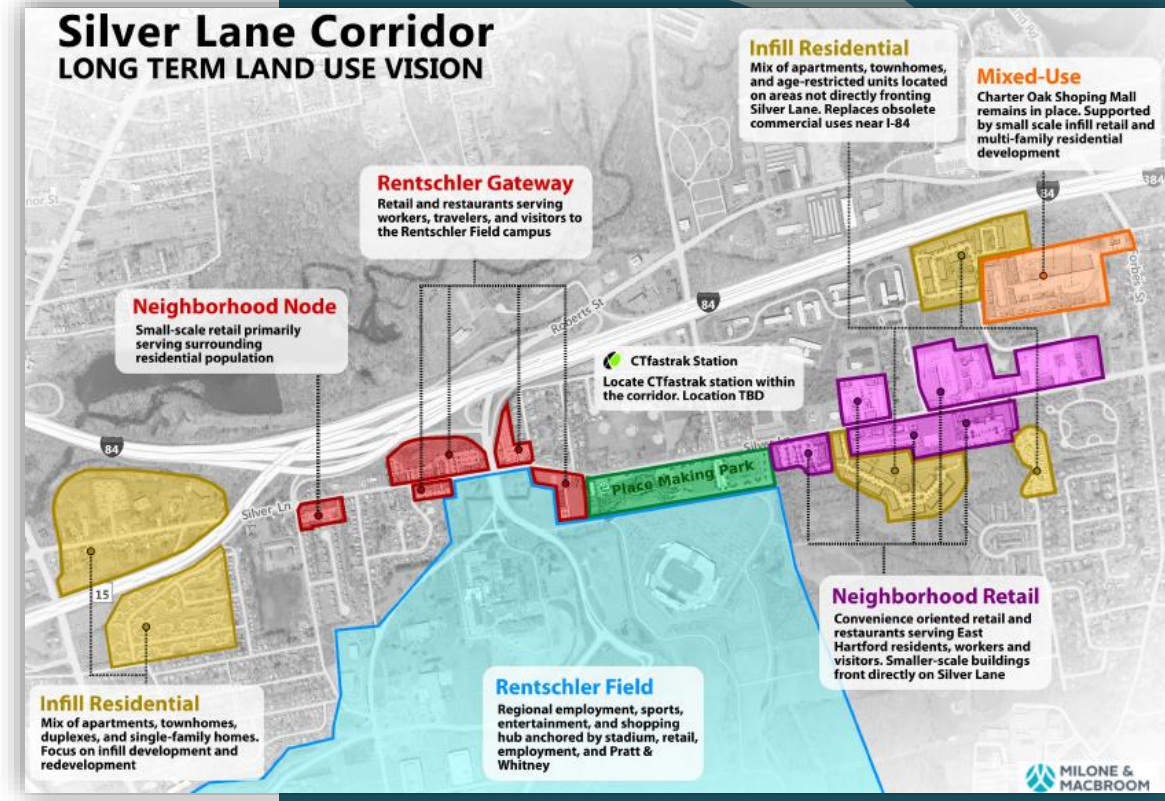 Silver Lane Corridor
LONG TERM LAND USE VISION
Infill Residential
Mix of apartments, townhomes,
and age-restricted units located
on areas not directly fronting
Silver Lane. Replaces obsolete
commercial uses near I-84
Mixed-Use
Charter Oak Shoping Mall
remains in place. Supported
by small scale infill retail and
multi-family residential
development
Rentschler Gateway
Retail and restaurants serving
workers, travelers, and visitors to
the Rentschler Field campus
84
384
Neighborhood Node
Small-scale retail primarily
serving surrounding
residential population
Roberts St
84
CTfastrak Station
Locate CTfastrak station within
the corridor. Location TBD
84
Silver Ln
Place Making Park
15
Neighborhood Retail
Convenience oriented retail and
restaurants serving East
Hartford residents, workers and
visitors. Smaller-scale buildings
front directly on Silver Lane
Infill Residential
Mix of apartments, townhomes,
duplexes, and single-family homes.
Focus on infill development and
redevelopment
Rentschler Field
Regional employment, sports,
entertainment, and shopping
hub anchored by stadium, retail,
employment, and Pratt &
Whitney
MILONE &
MACBROOM